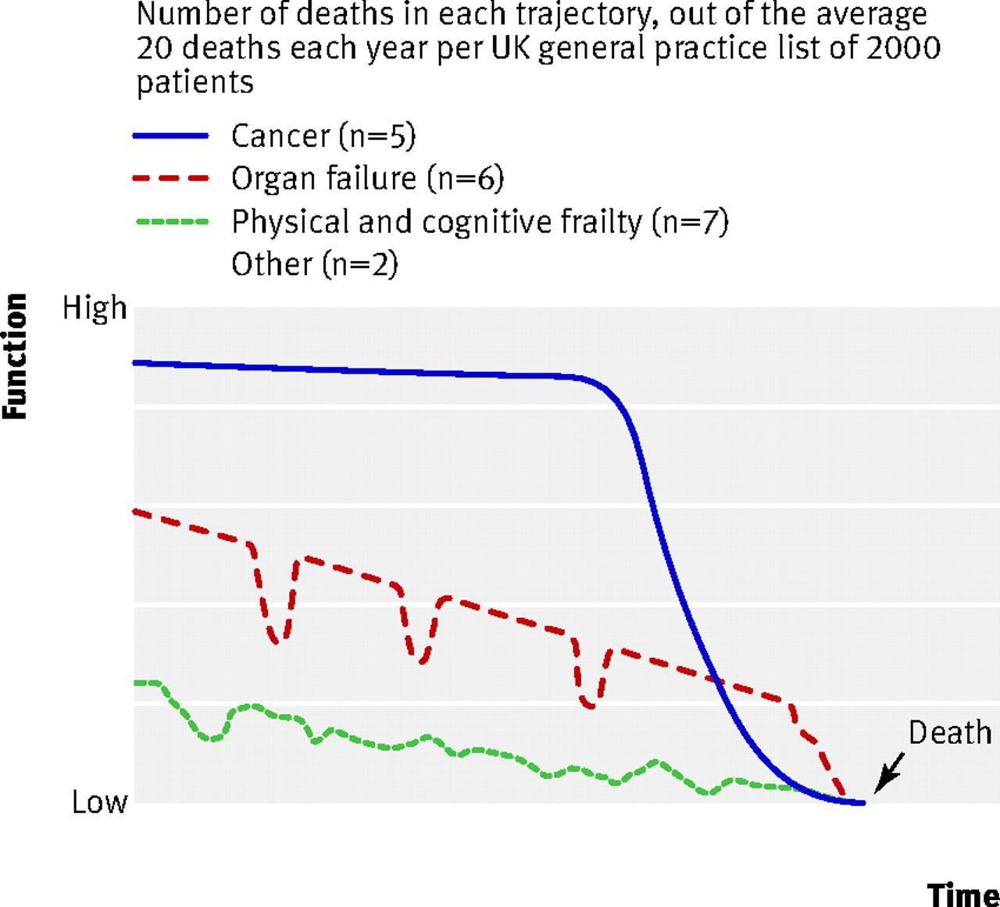 Number of deaths in each trajectory, out of the average
20 deaths each year per UK general practice list of 2000
patients
Cancer (n=5)
Organ failure (n=6)
Physical and cognitive frailty (n=7)
Other (n=2)
High
Function
Death
Low
Time